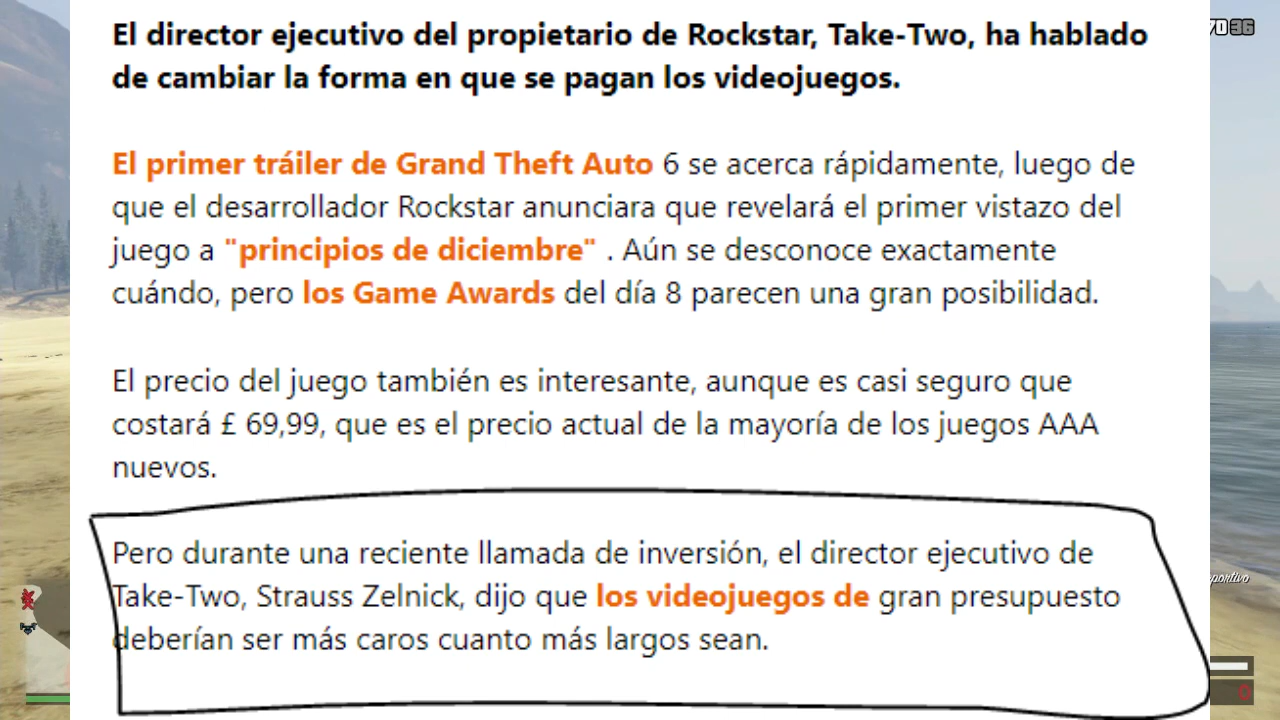 El director ejecutivo del propietario de Rockstar, Take-Two, ha hablado
de cambiar la forma en que se pagan los videojuegos.
El primer tráiler de Grand Theft Auto 6 se acerca rápidamente, luego de
que el desarrollador Rockstar anunciara que revelará el primer vistazo del
juego a "principios de diciembre" . Aún se desconoce exactamente
cuándo, pero los Game Awards del día 8 parecen una gran posibilidad.
El precio del juego también es interesante, aunque es casi seguro que
costará £ 69,99, que es el precio actual de la mayoría de los juegos AAA
nuevos.
Pero durante una reciente llamada de inversión, el director ejecutivo de
Take-Two, Strauss Zelnick, dijo que los videojuegos de gran presupuesto
deberían ser más caros cuanto más largos sean.